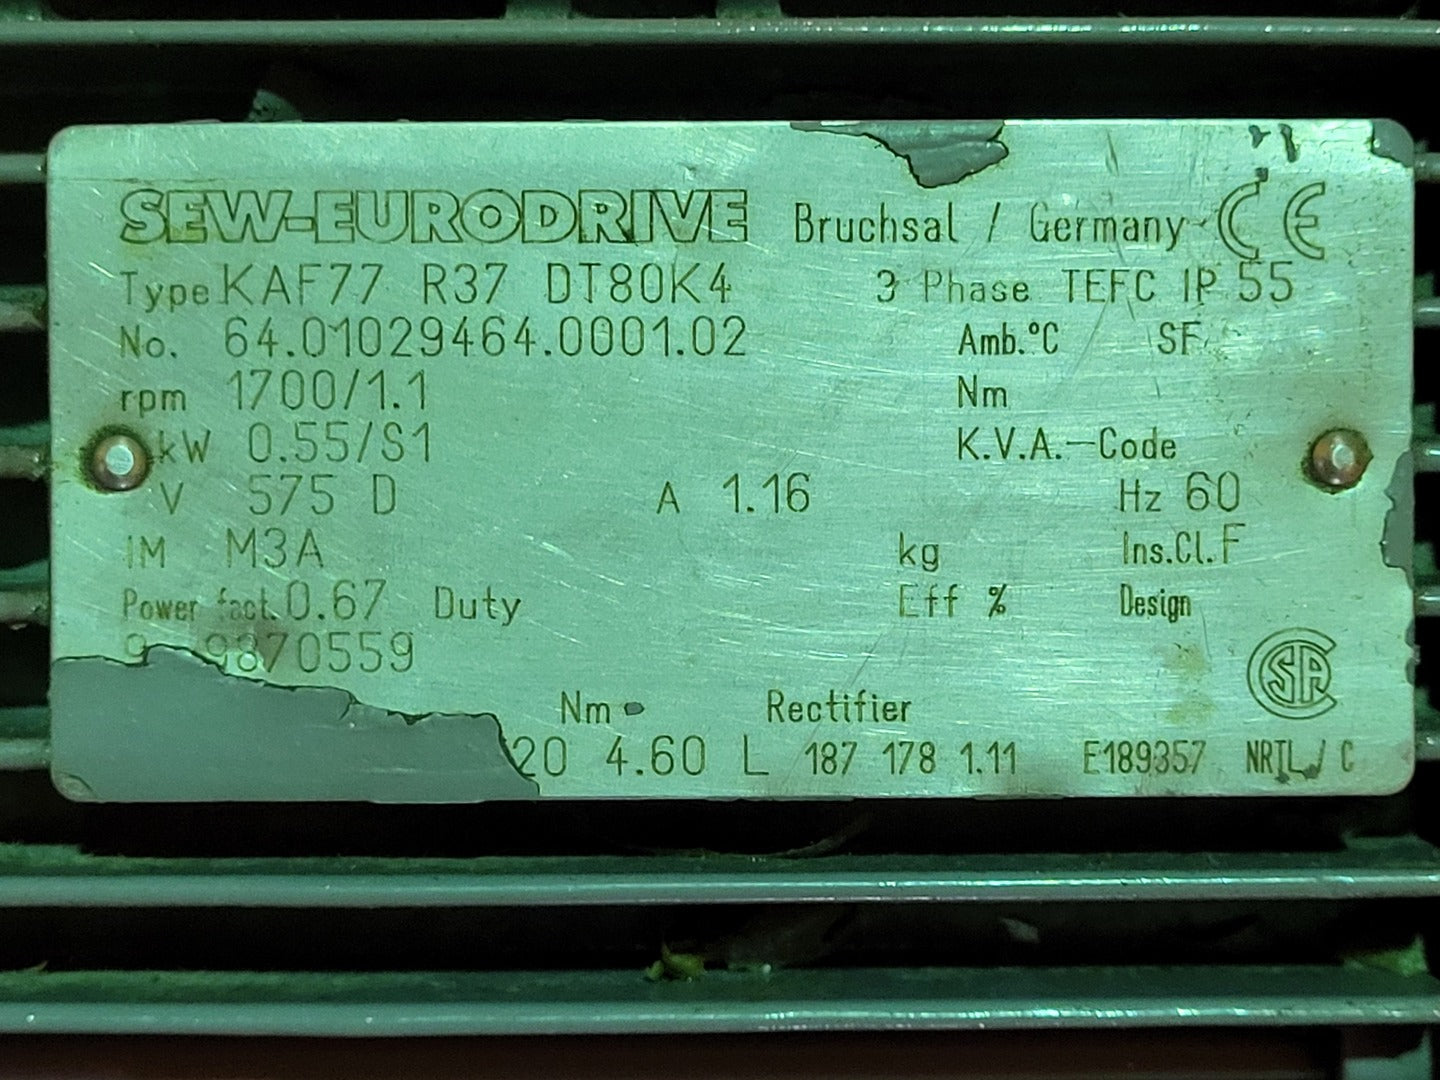 SEW-EURODRIVE Bruchsal / Germany CE
Type KAF77 R37 DT80K4 3 Phase TEFC IP 55
No. 64.01029464.0001.02 Amb.°C SF
rpm 1700/1.1 Nm
kW 0.55/S1 K.V.A.-Code
V 575 D A 1.16 Hz 60
IM M3A kg Ins.Cl. F
Power fact. 0.67 Duty Eff % Design
9870559
Nm Rectifier CSA
20 4.60 L 187 178 1.11 E189357 NRTL / C